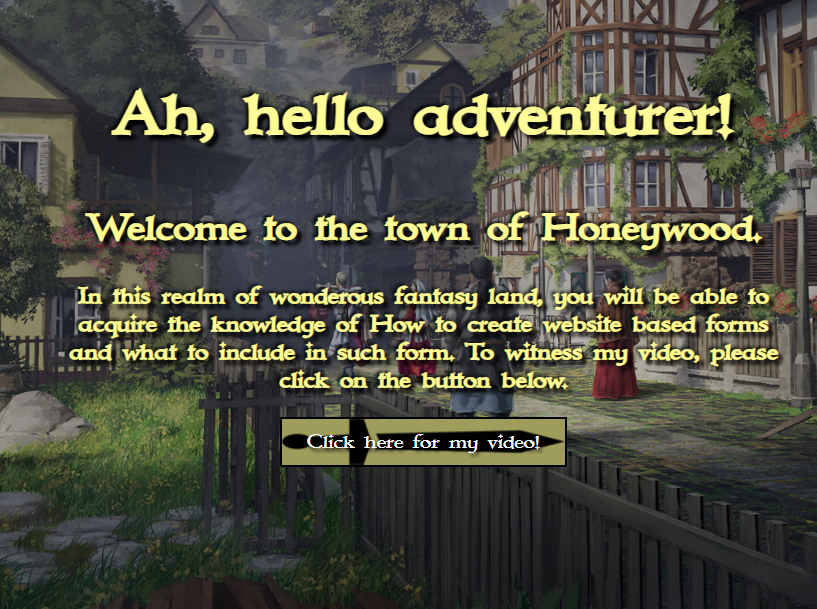 Ah, hello adventurer!
Welcome to the town of Honeywood.
In this realm of wonderous fantasy land, you will be able to
acquire the knowledge of How to create website based forms
and what to include in such form. To witness my video, please
click on the button below.
Click here for my video!